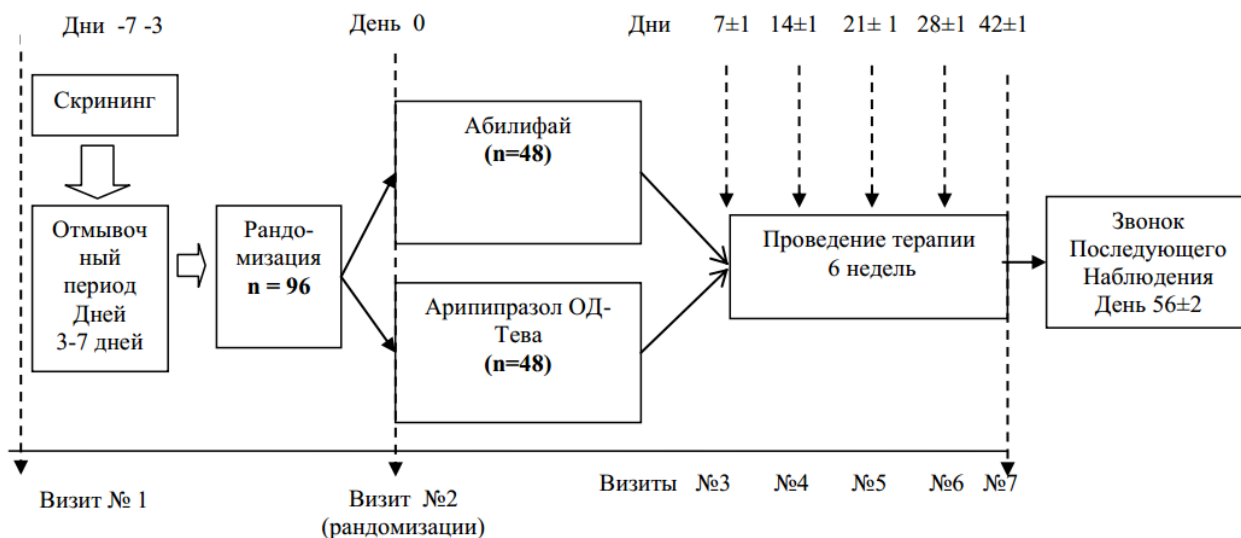 Дни -7 -3
День 0
Дни 7±1 14±1 21± 1 28±1 42±1
Скрининг
Отмывоч
ный
период
Дней
3-7 дней
Рандо-
мизация
n = 96
Абилифай
(n=48)
Арипипразол ОД-
Тева
(n=48)
Проведение терапии
6 недель
Звонок
Последующего
Наблюдения
День 56±2
Визит № 1
Визит №2
(рандомизации)
Визиты №3 №4 №5 №6 №7